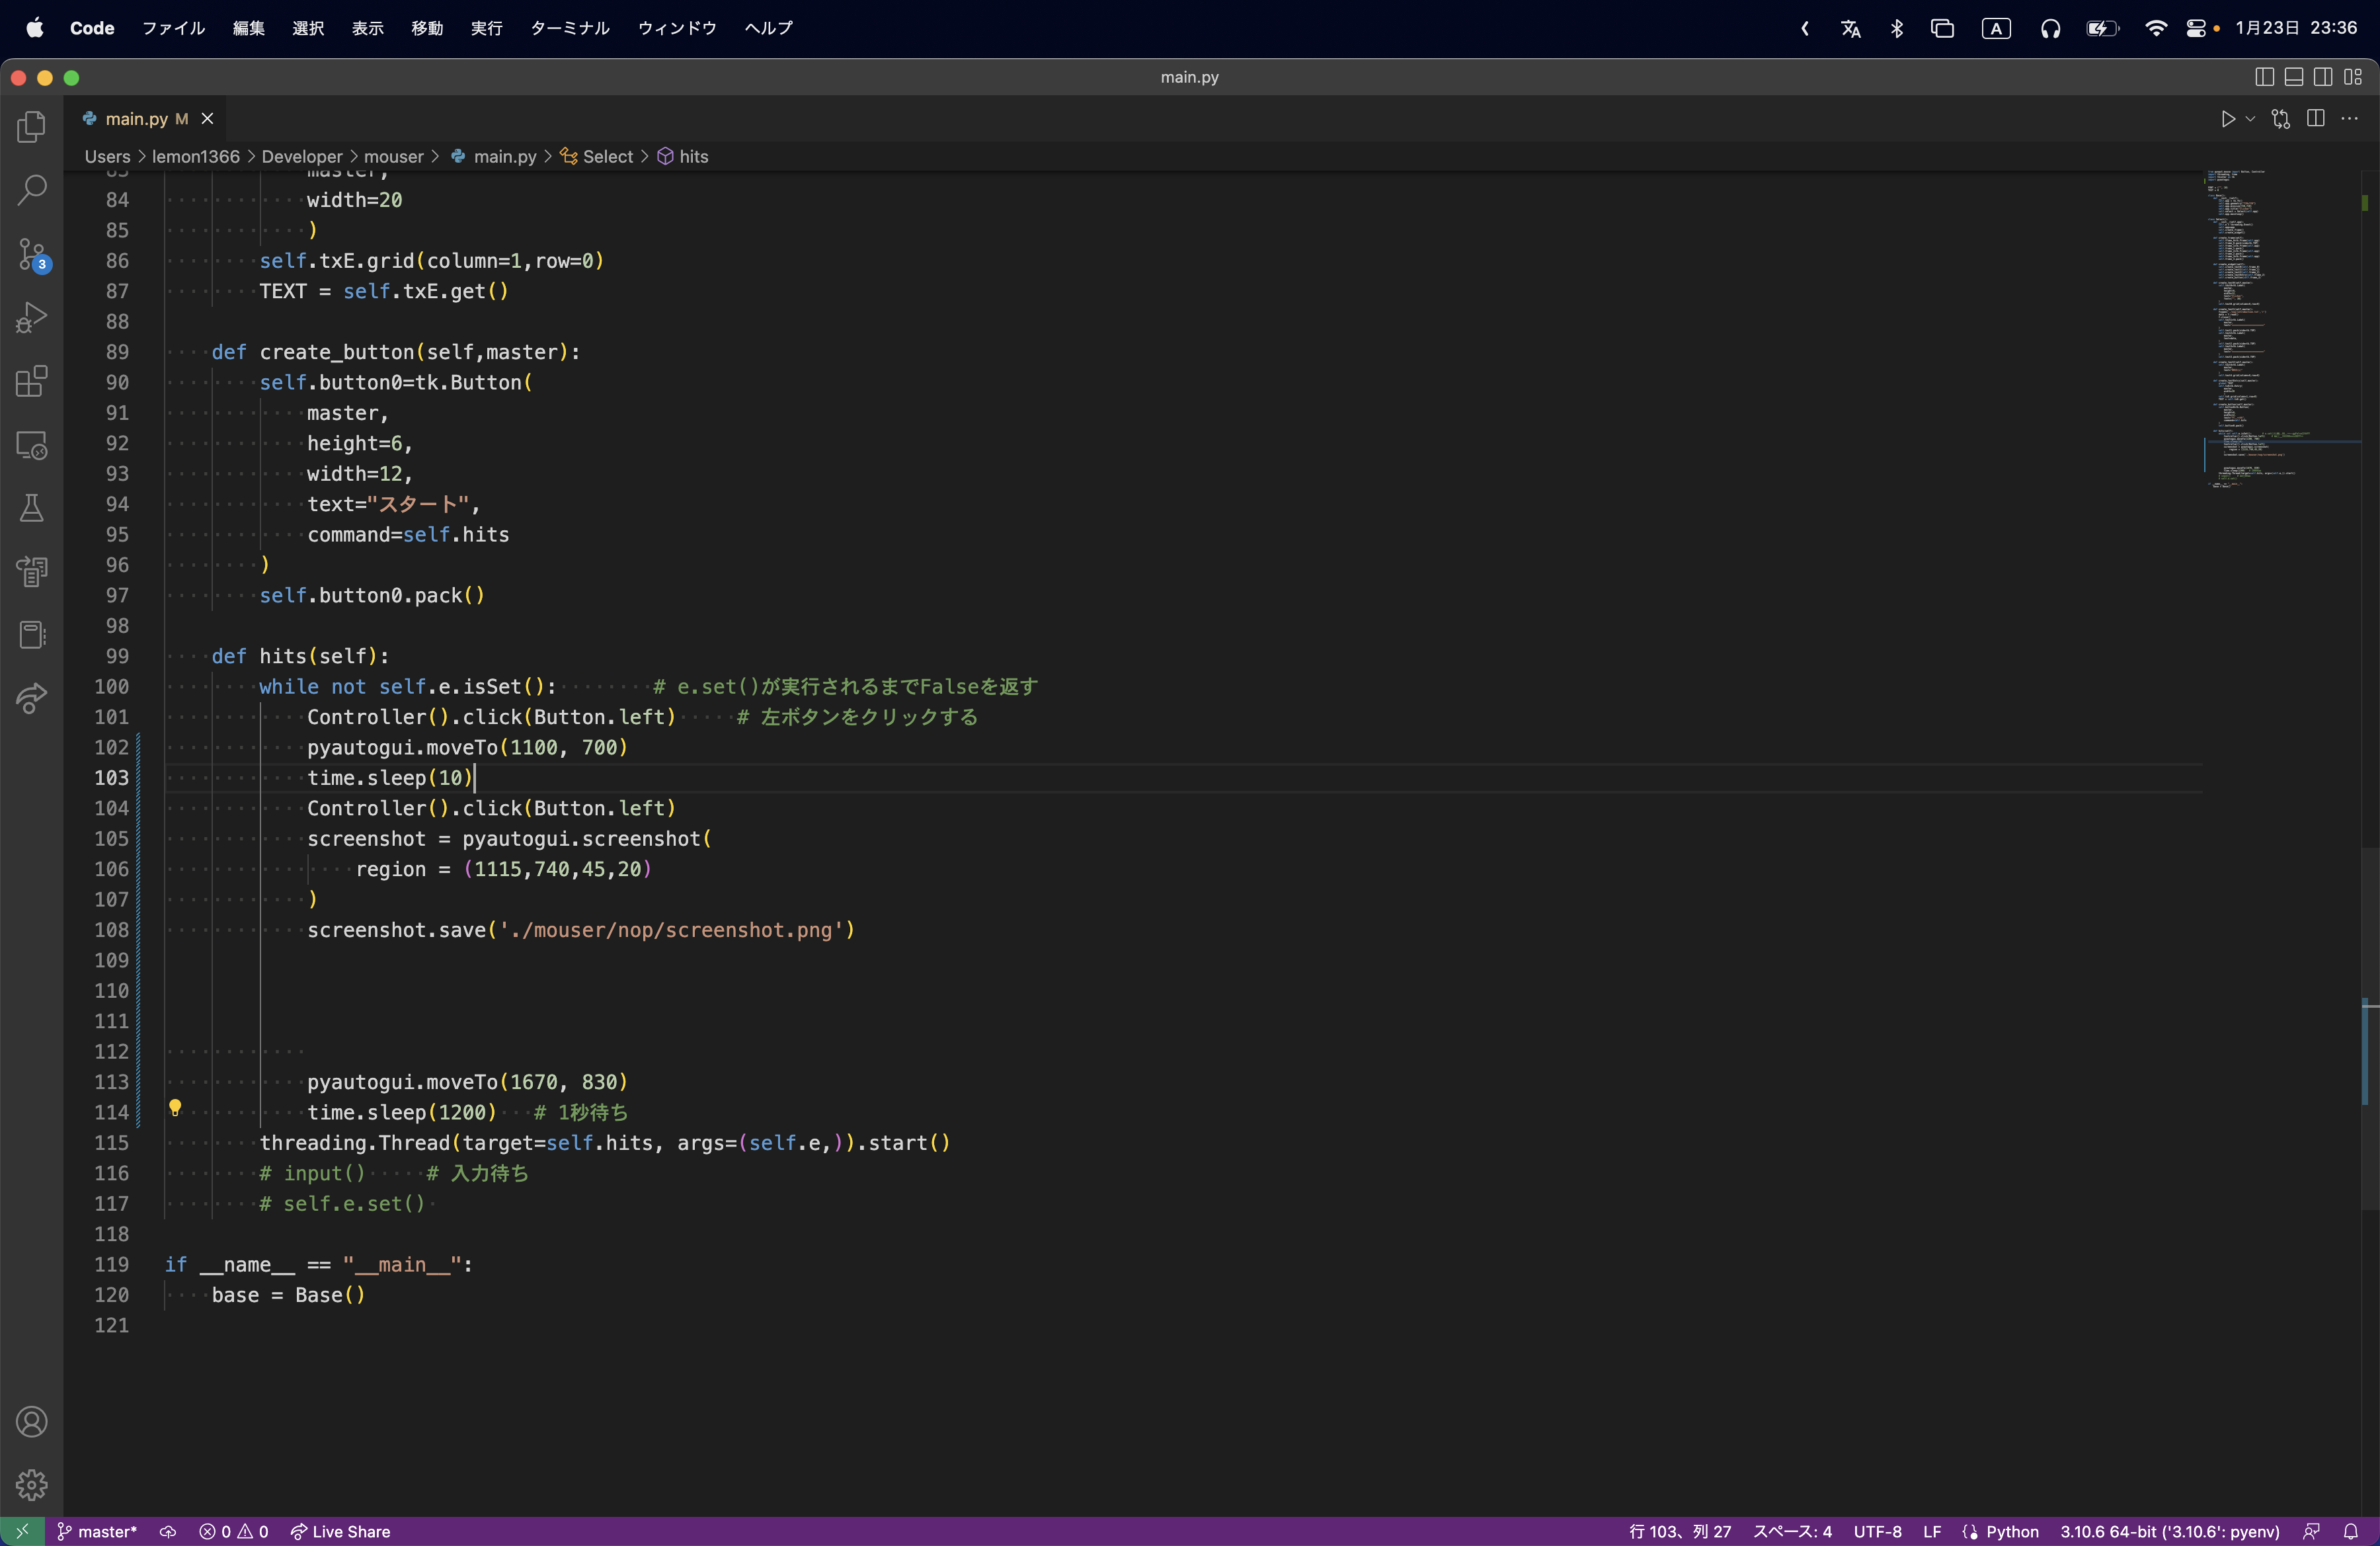 Code ファイル 編集 選択 表示 移動 実行 ターミナル ウィンドウ ヘルプ A 1月23日 23:36
main.py
main.py M
Users > lemon1366 > Developer > mouser > main.py > Select > hits
83 master,
84 width=20
85 )
86 self.txE.grid(column=1,row=0)
87 TEXT = self.txE.get()
88
89 def create_button(self,master):
90 self.button0=tk.Button(
91 master,
92 height=6,
93 width=12,
94 text="スタート",
95 command=self.hits
96 )
97 self.button0.pack()
98
99 def hits(self):
100 while not self.e.isSet(): # e.set()が実行されるまでFalseを返す
101 Controller().click(Button.left) # 左ボタンをクリックする
102 pyautogui.moveTo(1100, 700)
103 time.sleep(10)
104 Controller().click(Button.left)
105 screenshot = pyautogui.screenshot(
106 region = (1115,740,45,20)
107 )
108 screenshot.save('./mouser/nop/screenshot.png')
109
110
111
112
113 pyautogui.moveTo(1670, 830)
114 time.sleep(1200) # 1秒待ち
115 threading.Thread(target=self.hits, args=(self.e,)).start()
116 # input() # 入力待ち
117 # self.e.set()
118
119 if __name__ == "__main__":
120 base = Base()
121
3
master* 0 0 Live Share 行 103、列 27 スペース: 4 UTF-8 LF Python 3.10.6 64-bit ('3.10.6': pyenv)